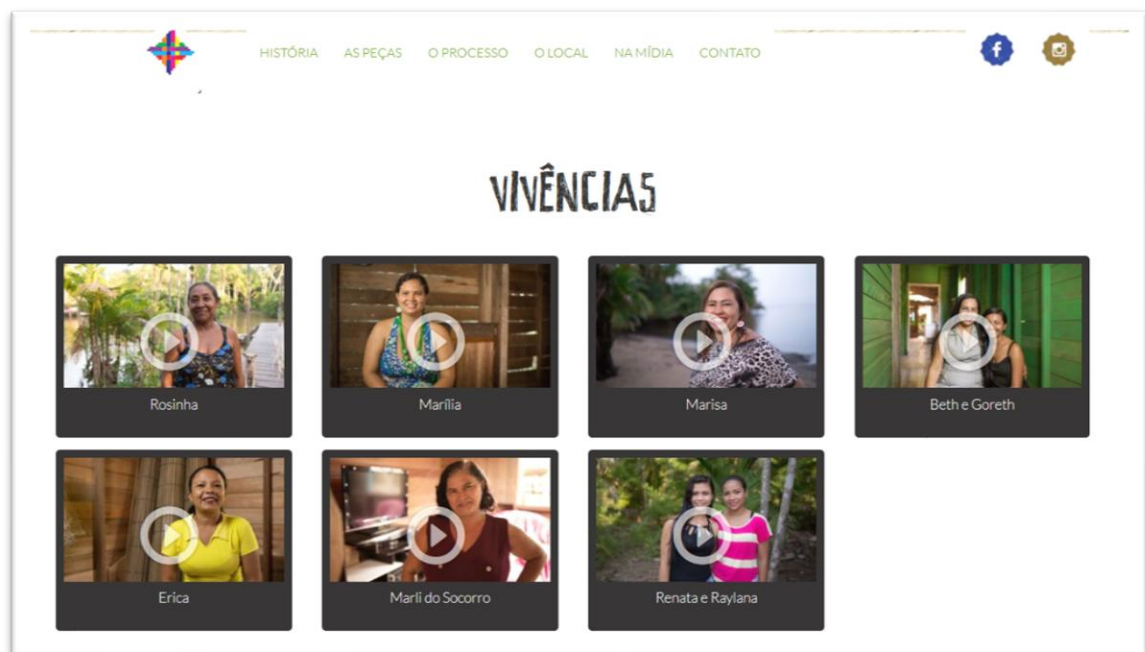 HISTÓRIA AS PEÇAS O PROCESSO O LOCAL NA MÍDIA CONTATO
VIVÊNCIAS
Rosinha Marília Marisa Beth e Goreth
Erica Marli do Socorro Renata e Raylana